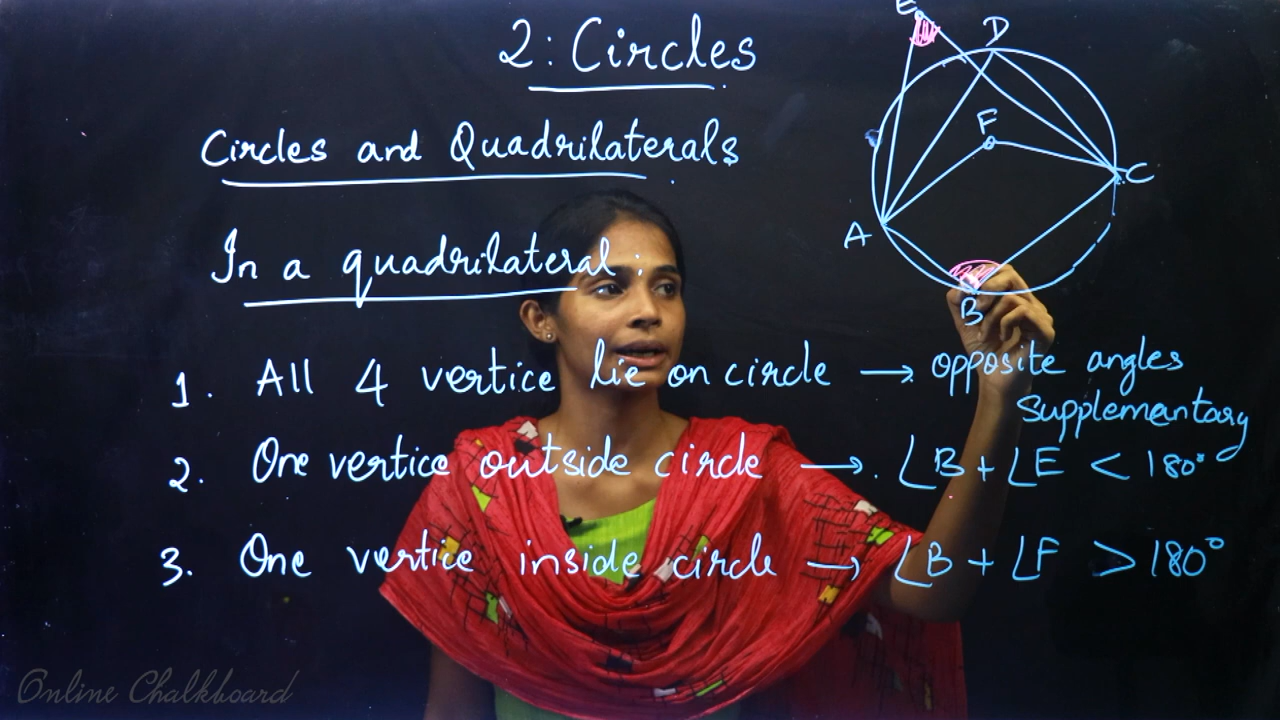 2: Circles
Circles and Quadrilaterals
In a quadrilateral:
1. All 4 vertice lie on circle → opposite angles
supplementary
2. One vertice outside circle → ∠B + ∠E < 180°
3. One vertice inside circle → ∠B + ∠F > 180°
E
D
F
C
A
B
Online Chalkboard